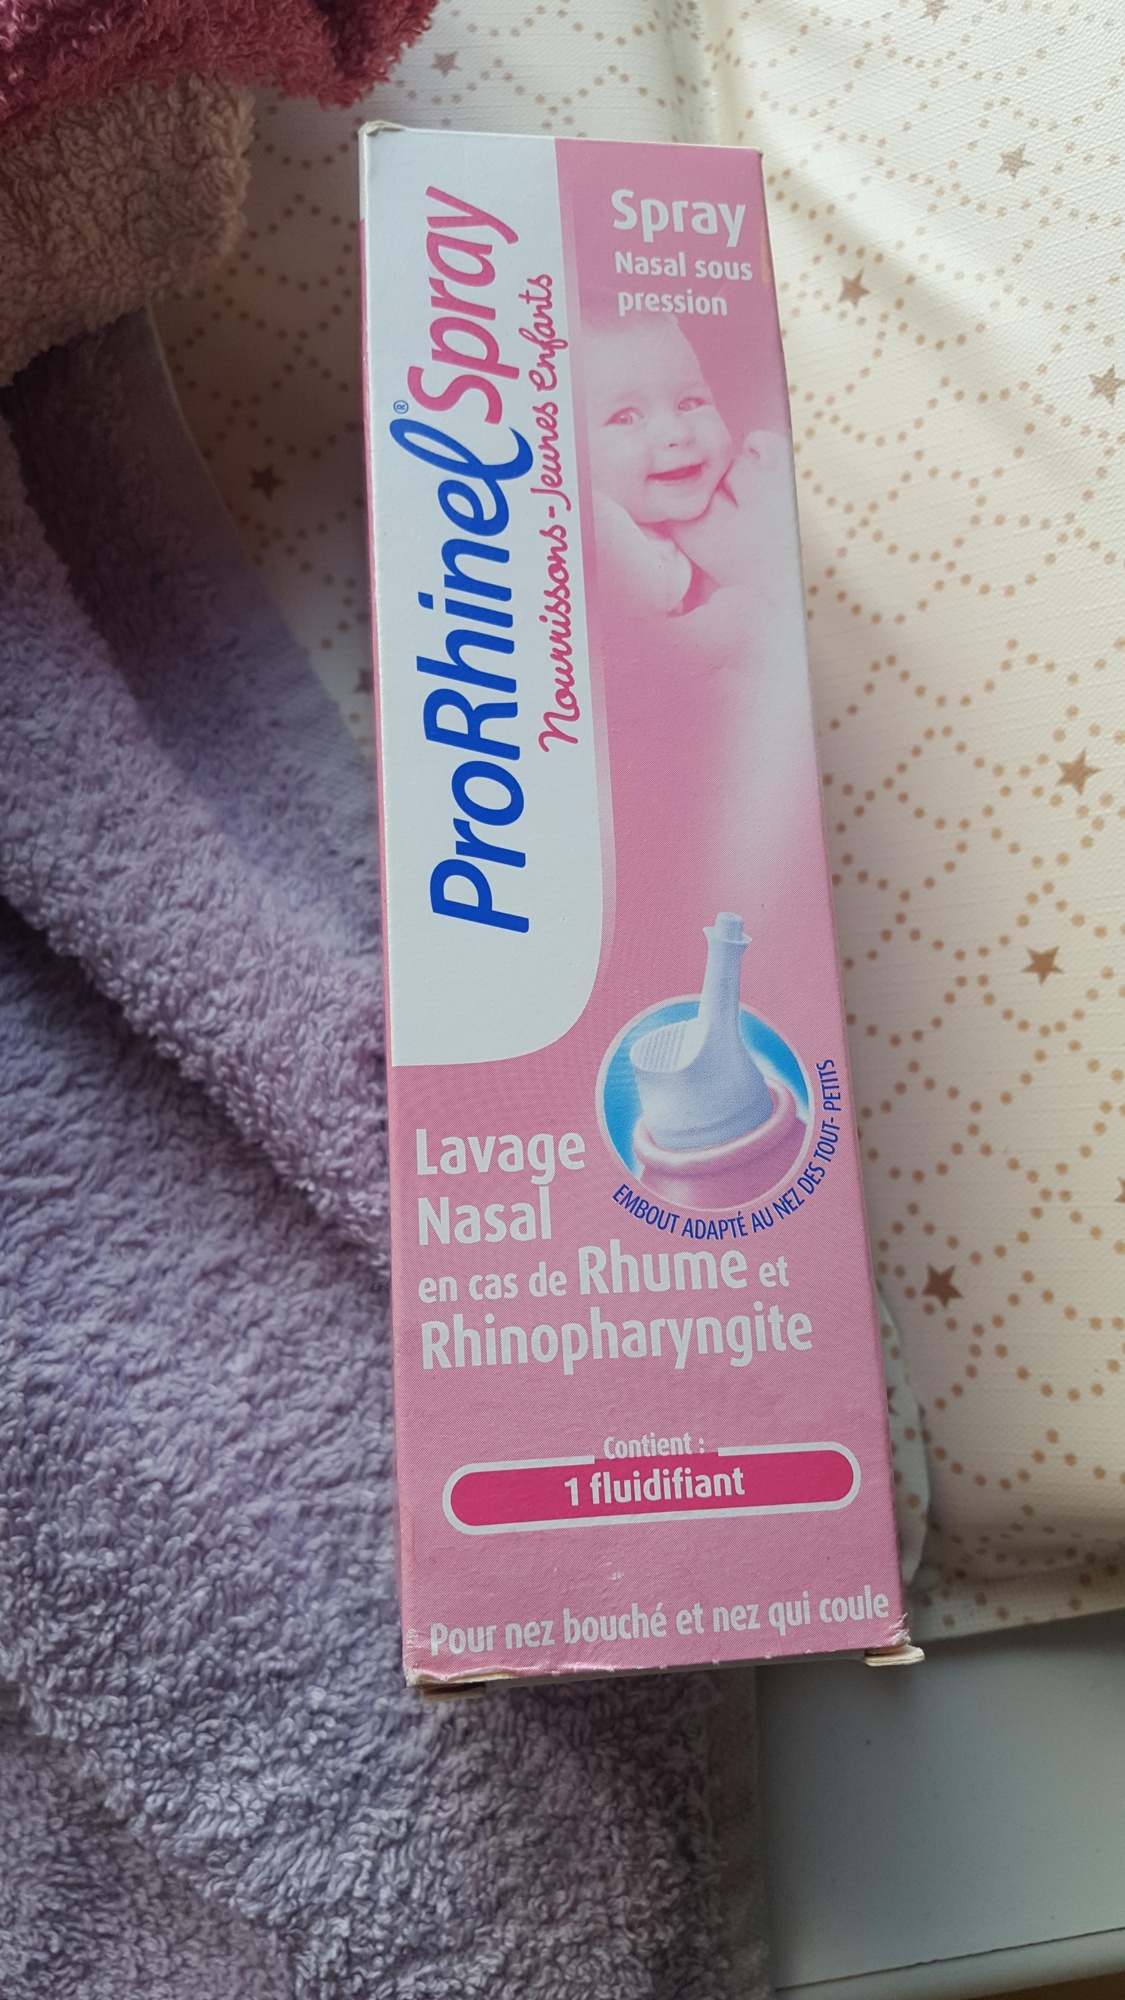 ProRhinel® Spray
Nourrissons - Jeunes Enfants
Spray
Nasal sous
pression
EMBOUT ADAPTÉ AU NEZ DES TOUT-PETITS
Lavage
Nasal
en cas de Rhume et
Rhinopharyngite
Contient :
1 fluidifiant
Pour nez bouché et nez qui coule